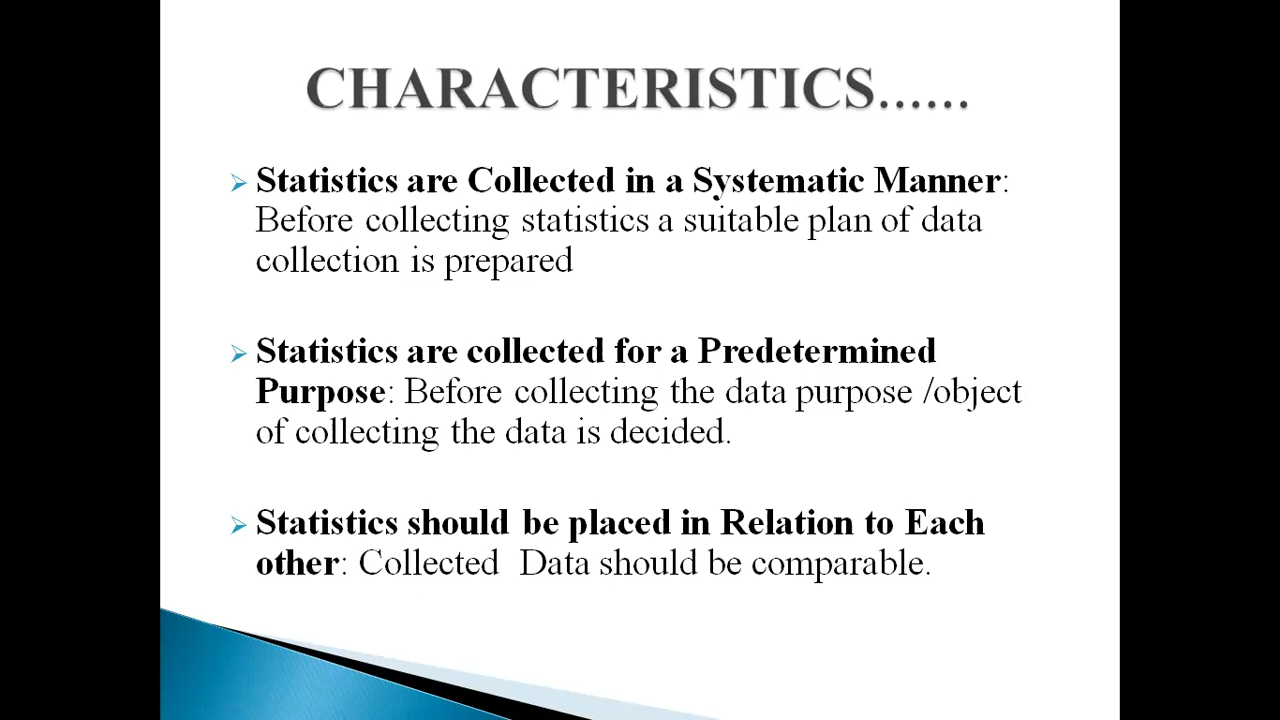 CHARACTERISTICS......
Statistics are Collected in a Systematic Manner:
Before collecting statistics a suitable plan of data
collection is prepared
Statistics are collected for a Predetermined
Purpose: Before collecting the data purpose /object
of collecting the data is decided.
Statistics should be placed in Relation to Each
other: Collected  Data should be comparable.